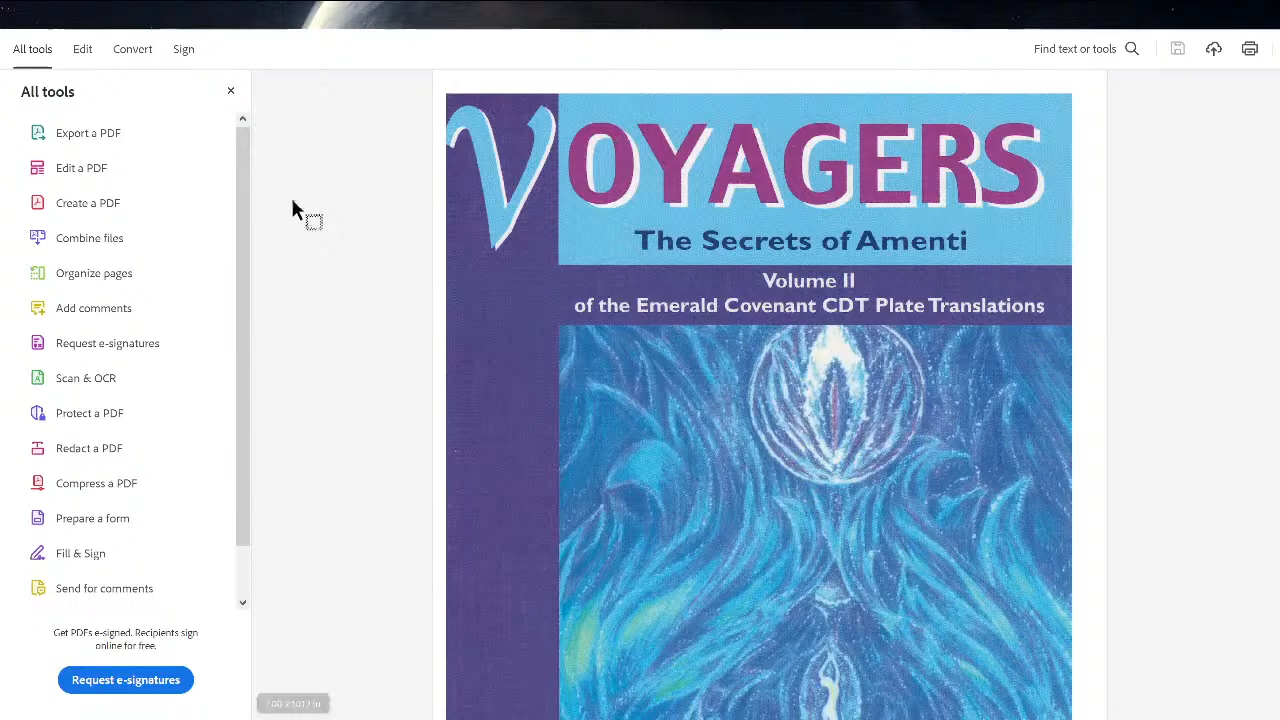 All tools Edit Convert Sign Find text or tools
All tools
Export a PDF
Edit a PDF
Create a PDF
Combine files
Organize pages
Add comments
Request e-signatures
Scan & OCR
Protect a PDF
Redact a PDF
Compress a PDF
Prepare a form
Fill & Sign
Send for comments
Get PDFs e-signed. Recipients sign
online for free.
Request e-signatures
VOYAGERS
The Secrets of Amenti
Volume II
of the Emerald Covenant CDT Plate Translations